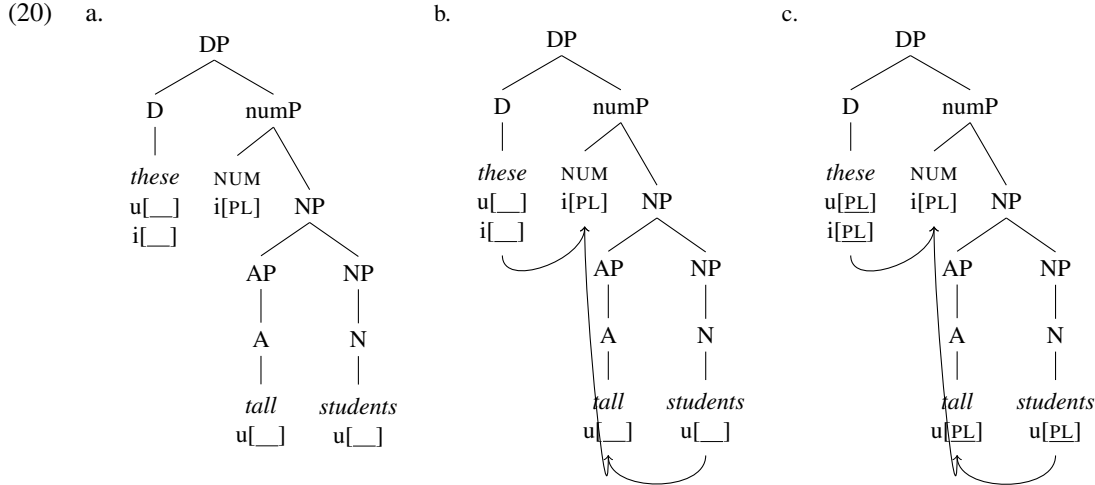 (20) a. b. c.
DP DP DP
D numP D numP D numP
these NUM these NUM these NUM
u[__] i[PL] NP u[__] i[PL] NP u[PL] i[PL] NP
i[__] i[__] i[PL]
AP NP AP NP AP NP
A N A N A N
tall students tall students tall students
u[__] u[__] u[__] u[__] u[PL] u[PL]